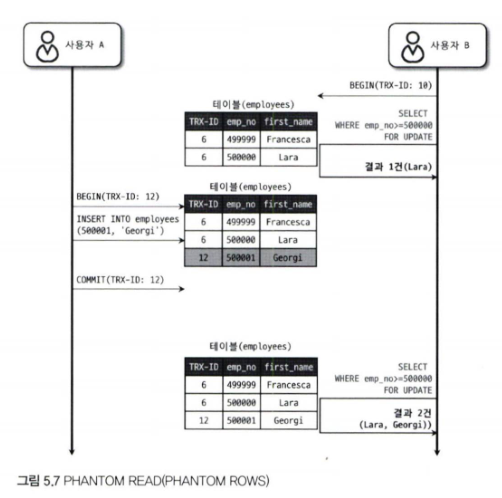 사용자 A
사용자 B
BEGIN(TRX-ID: 10)
테이블(employees)
TRX-ID emp_no first_name
6 499999 Francesca
6 500000 Lara
SELECT
WHERE emp_no>=500000
FOR UPDATE
결과 1건(Lara)
BEGIN(TRX-ID: 12)
INSERT INTO employees
(500001, 'Georgi')
테이블(employees)
TRX-ID emp_no first_name
6 499999 Francesca
6 500000 Lara
12 500001 Georgi
COMMIT(TRX-ID: 12)
테이블(employees)
TRX-ID emp_no first_name
6 499999 Francesca
6 500000 Lara
12 500001 Georgi
SELECT
WHERE emp_no>=500000
FOR UPDATE
결과 2건
(Lara, Georgi))
그림 5.7 PHANTOM READ(PHANTOM ROWS)